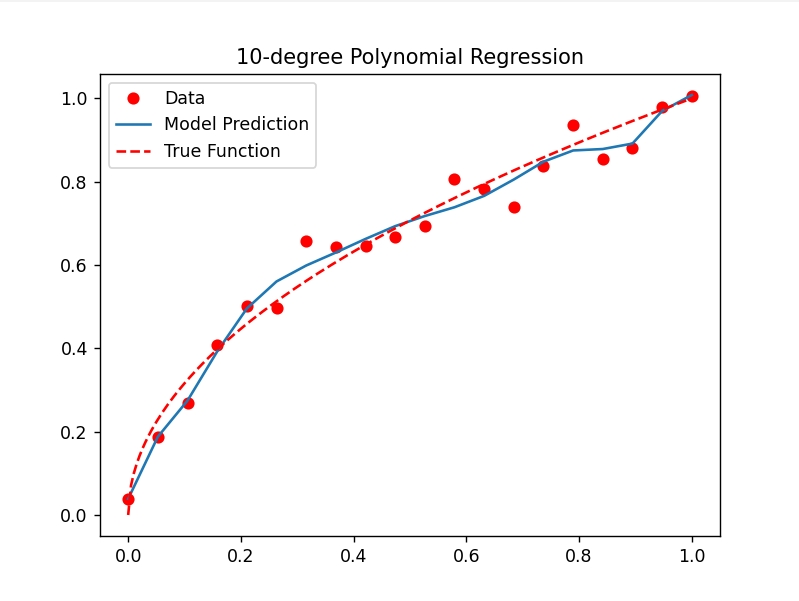 10-degree Polynomial Regression
Data
Model Prediction
True Function
1.0
0.8
0.6
0.4
0.2
0.0
0.0 0.2 0.4 0.6 0.8 1.0